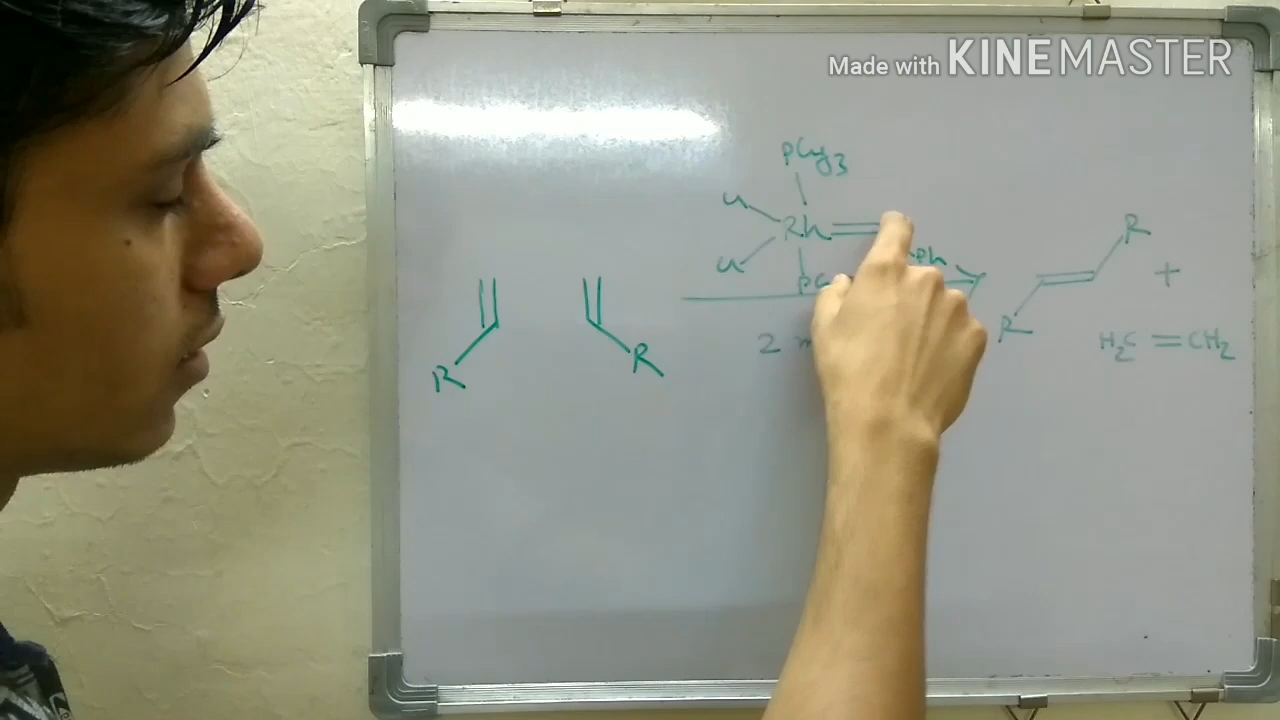 Made with KINEMASTER
PCy3
Cl
Rh
Cl
Ph
R
R
2
R
R
+
H2C = CH2